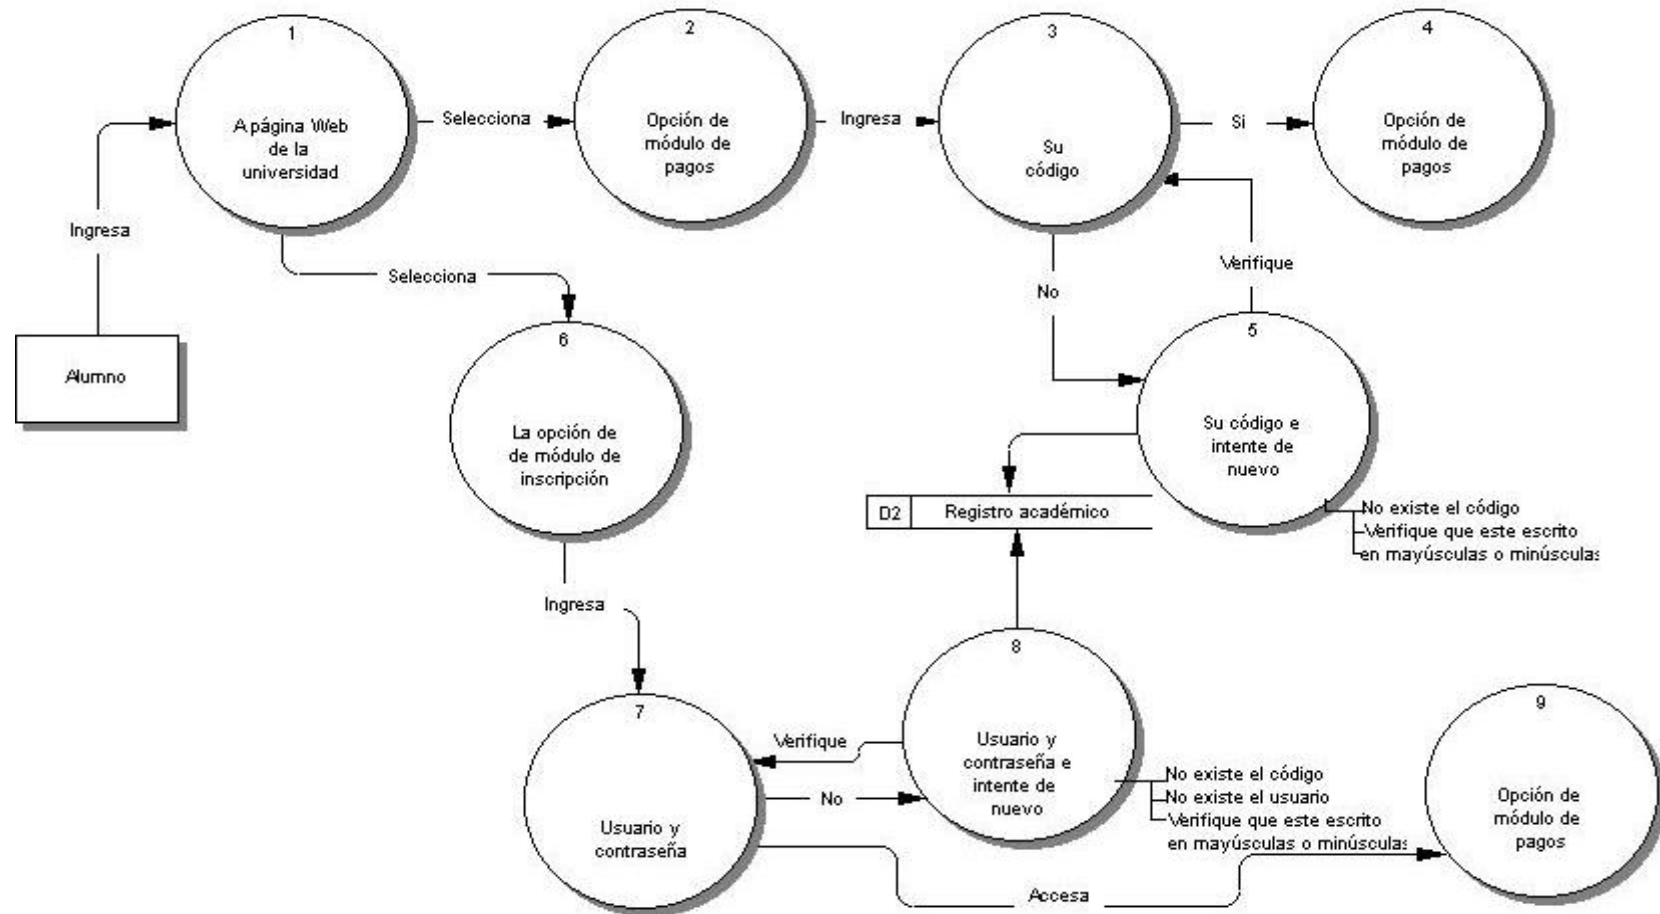 1
A página Web
de la
universidad
Selecciona
2
Opción de
módulo de
pagos
Ingresa
3
Su
código
Si
4
Opción de
módulo de
pagos
Ingresa
Alumno
Selecciona
No
Verifique
5
Su código e
intente de
nuevo
No existe el código
Verifique que este escrito
en mayúsculas o minúsculas
6
La opción de
de módulo de
inscripción
D2 Registro académico
Ingresa
7
Usuario y
contraseña
Verifique
No
8
Usuario y
contraseña e
intente de
nuevo
No existe el código
No existe el usuario
Verifique que este escrito
en mayúsculas o minúsculas
Accesa
9
Opción de
módulo de
pagos